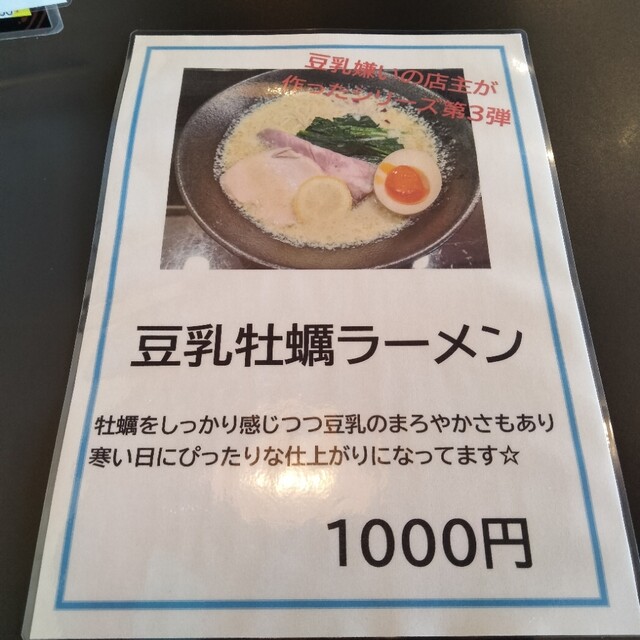 豆乳嫌いの店主が
作ったシリーズ第3弾
豆乳牡蠣ラーメン
牡蠣をしっかり感じつつ豆乳のまろやかさもあり
寒い日にぴったりな仕上がりになってます☆
1000円